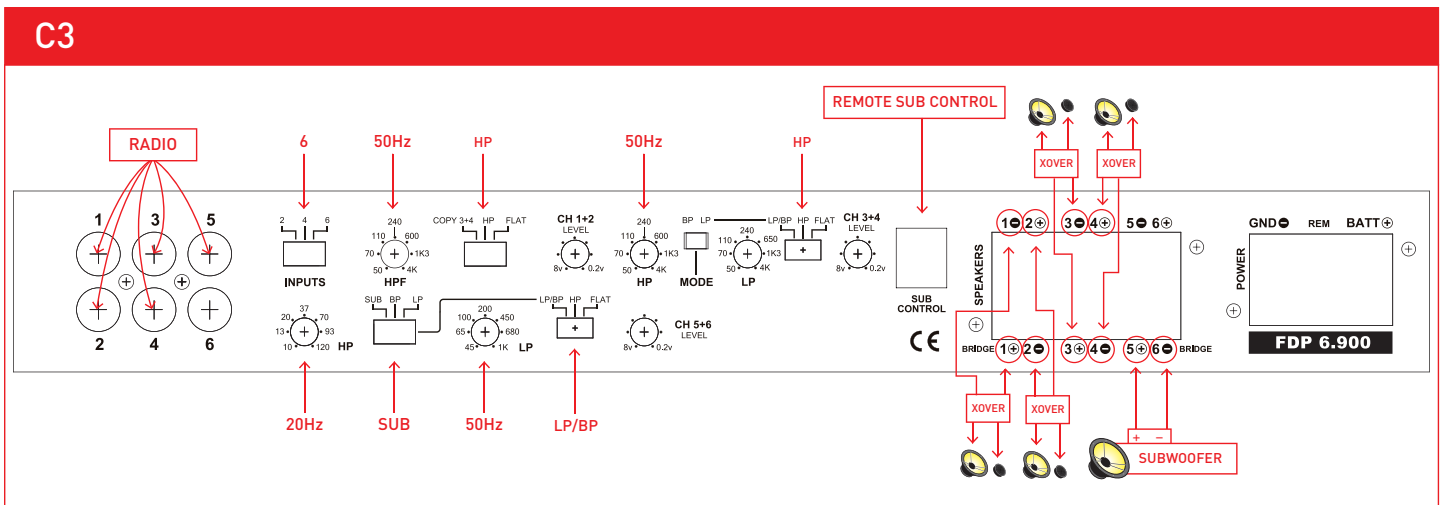 C3
REMOTE SUB CONTROL
RADIO
6
50Hz
HP
50Hz
HP
XOVER
XOVER
1
3
5
2 4 6
INPUTS
50 70 110 240 600 1K3 4K
HPF
COPY 3+4 HP FLAT
CH 1+2
LEVEL
8v 0.2v
50 70 110 240 600 1K3 4K
HP
BP LP
MODE
50 70 110 240 650 1K3 4K
LP
LP/BP HP FLAT
CH 3+4
LEVEL
8v 0.2v
SUB
CONTROL
SPEAKERS
1⊖ 2⊕ 3⊖ 4⊕ 5⊖ 6⊕
GND⊖ REM BATT⊕
POWER
2
4
6
10 13 20 37 70 93 120
HP
SUB BP LP
45 65 100 200 450 680 1K
LP
LP/BP HP FLAT
CH 5+6
LEVEL
8v 0.2v
CE
BRIDGE 1⊕ 2⊖ 3⊕ 4⊖ 5⊕ 6⊖ BRIDGE
FDP 6.900
20Hz
SUB
50Hz
LP/BP
XOVER
XOVER
+ −
SUBWOOFER